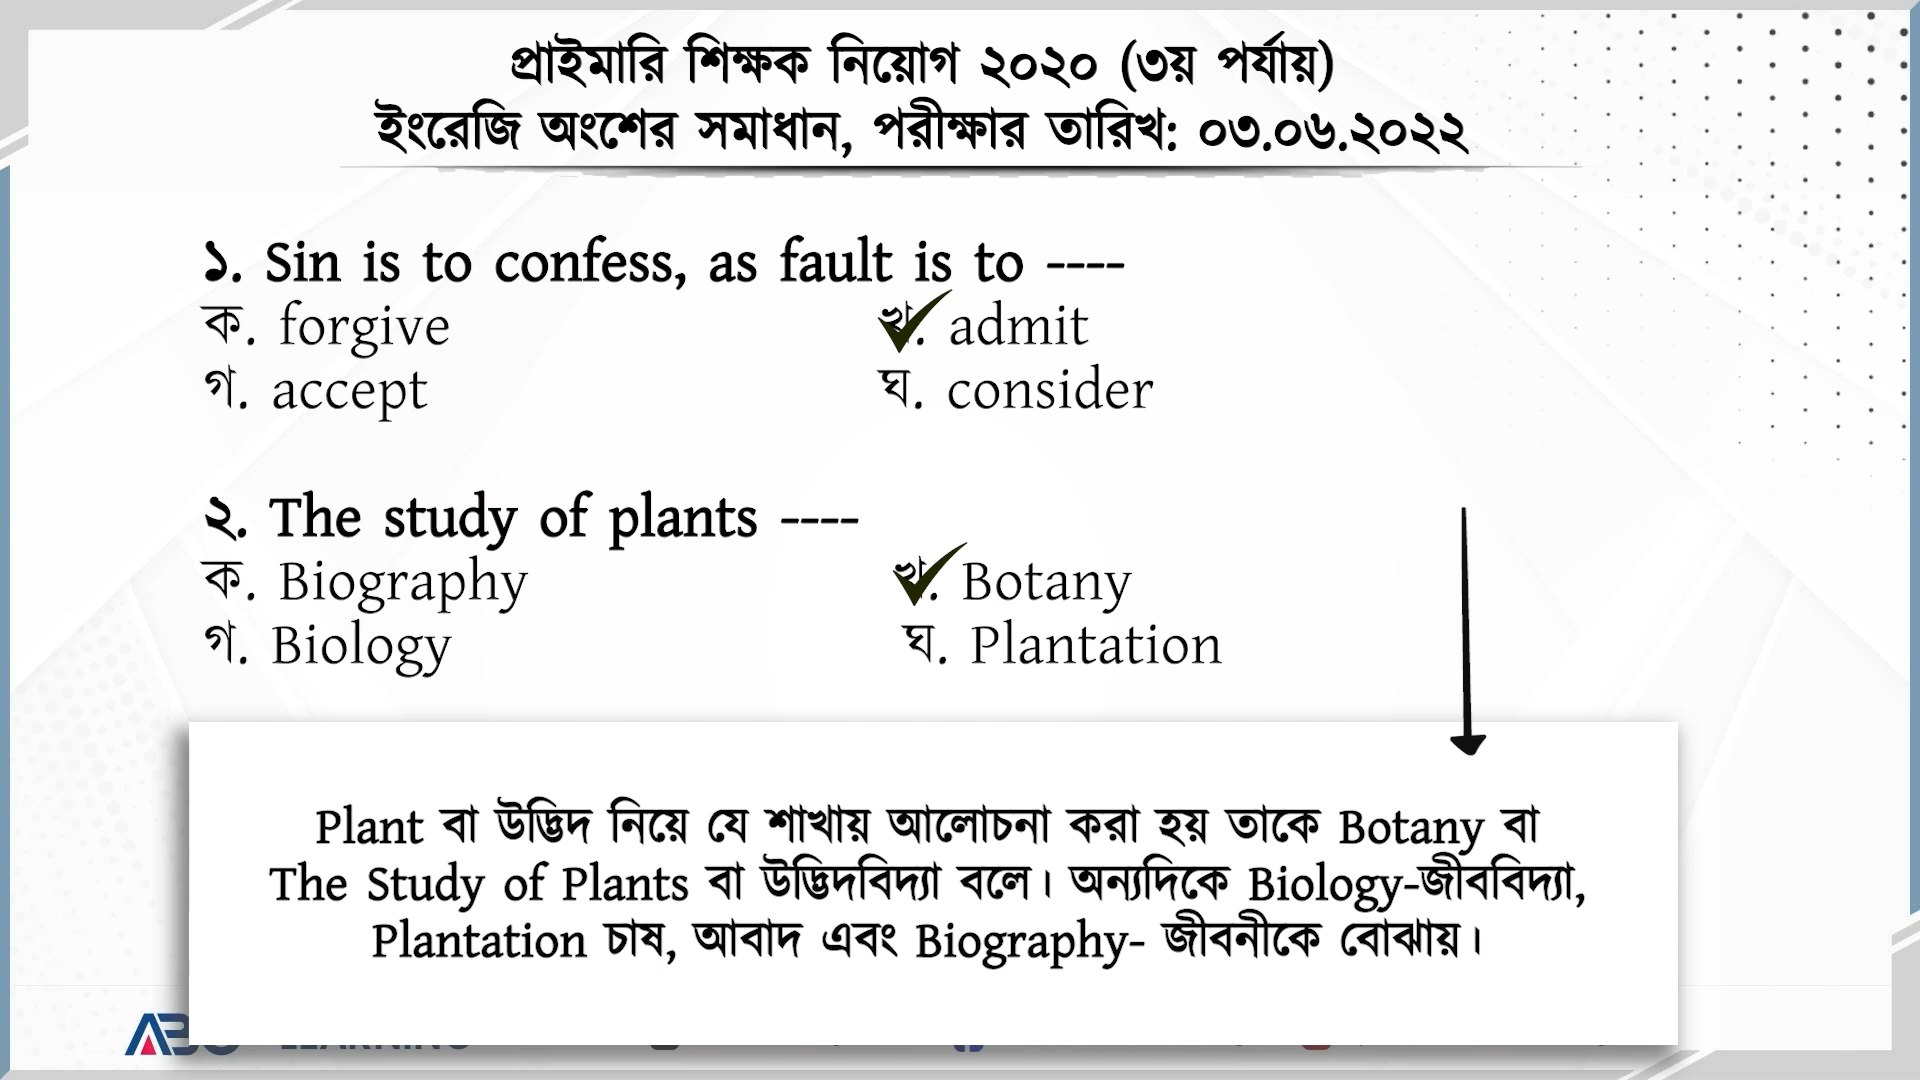 প্রাইমারি শিক্ষক নিয়োগ ২০২০ (৩য় পর্যায়)
ইংরেজি অংশের সমাধান, পরীক্ষার তারিখ: ০৩.০৬.২০২২
১. Sin is to confess, as fault is to ----
ক. forgive খ. admit
গ. accept ঘ. consider
২. The study of plants ----
ক. Biography খ. Botany
গ. Biology ঘ. Plantation
Plant বা উদ্ভিদ নিয়ে যে শাখায় আলোচনা করা হয় তাকে Botany বা
The Study of Plants বা উদ্ভিদবিদ্যা বলে। অন্যদিকে Biology-জীববিদ্যা,
Plantation চাষ, আবাদ এবং Biography- জীবনীকে বোঝায়।